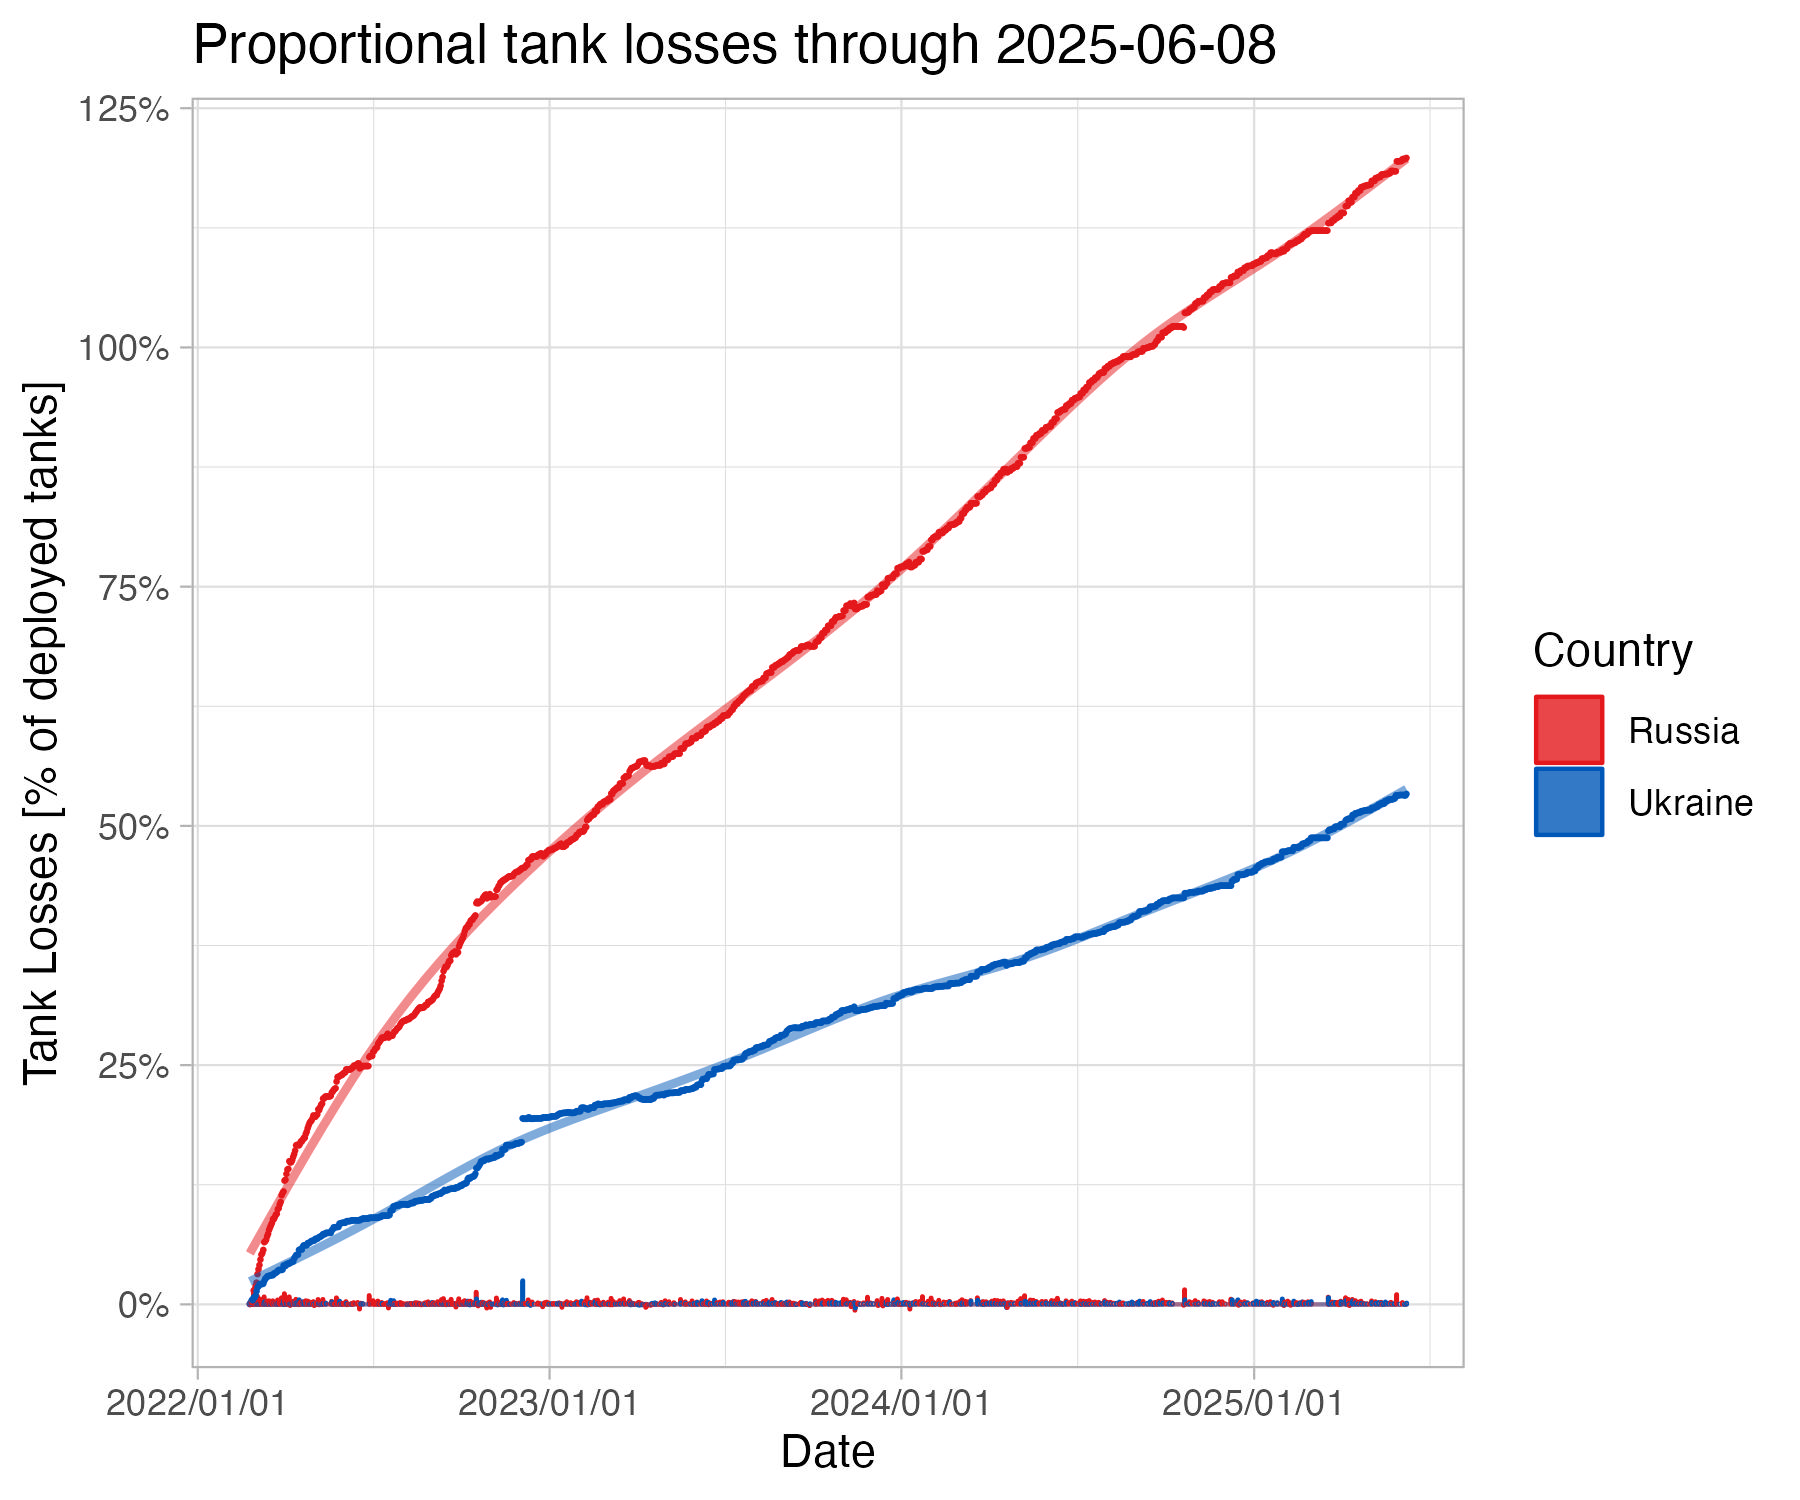 Proportional tank losses through 2025-06-08
Tank Losses [% of deployed tanks]
125%
100%
75%
50%
25%
0%
2022/01/01
2023/01/01
2024/01/01
2025/01/01
Date
Country
Russia
Ukraine